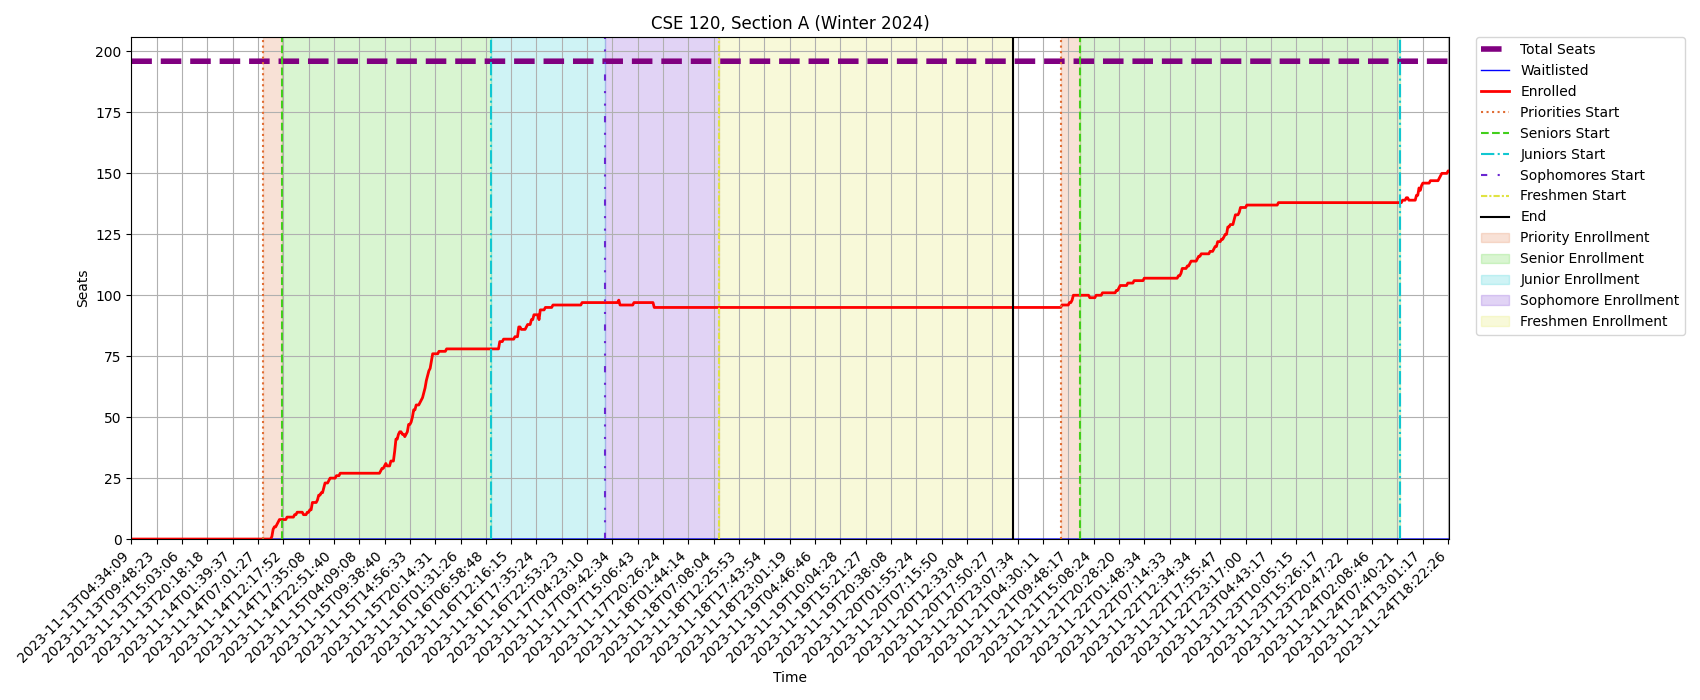 CSE 120, Section A (Winter 2024)
Seats
200
175
150
125
100
75
50
25
0
2023-11-13T04:34:09
2023-11-13T09:48:23
2023-11-13T15:03:06
2023-11-13T20:18:18
2023-11-14T01:39:37
2023-11-14T07:01:27
2023-11-14T12:17:52
2023-11-14T17:35:08
2023-11-14T22:51:40
2023-11-15T04:09:08
2023-11-15T09:38:40
2023-11-15T14:56:33
2023-11-15T20:14:31
2023-11-16T01:31:26
2023-11-16T06:58:48
2023-11-16T12:16:15
2023-11-16T17:35:24
2023-11-16T22:53:23
2023-11-17T04:23:10
2023-11-17T09:42:34
2023-11-17T15:06:43
2023-11-17T20:26:24
2023-11-18T01:44:14
2023-11-18T07:08:04
2023-11-18T12:25:53
2023-11-18T17:43:54
2023-11-18T23:01:19
2023-11-19T04:46:46
2023-11-19T10:04:28
2023-11-19T15:21:27
2023-11-19T20:38:08
2023-11-20T01:55:24
2023-11-20T07:15:50
2023-11-20T12:33:04
2023-11-20T17:50:27
2023-11-20T23:07:34
2023-11-21T04:30:11
2023-11-21T09:48:17
2023-11-21T15:08:24
2023-11-21T20:28:20
2023-11-22T01:48:34
2023-11-22T07:14:33
2023-11-22T12:34:34
2023-11-22T17:55:47
2023-11-22T23:17:00
2023-11-23T04:43:17
2023-11-23T10:05:15
2023-11-23T15:26:17
2023-11-23T20:47:22
2023-11-24T02:08:46
2023-11-24T07:40:21
2023-11-24T13:01:17
2023-11-24T18:22:26
Time
Total Seats
Waitlisted
Enrolled
Priorities Start
Seniors Start
Juniors Start
Sophomores Start
Freshmen Start
End
Priority Enrollment
Senior Enrollment
Junior Enrollment
Sophomore Enrollment
Freshmen Enrollment